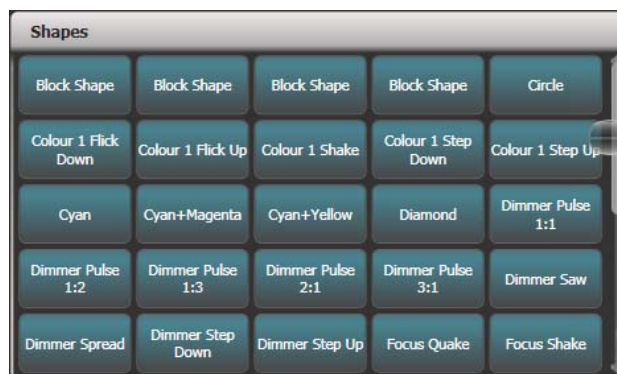 Shapes
Block Shape Block Shape Block Shape Block Shape Circle
Colour 1 Flick Down Colour 1 Flick Up Colour 1 Shake Colour 1 Step Down Colour 1 Step Up
Cyan Cyan+Magenta Cyan+Yellow Diamond Dimmer Pulse 1:1
Dimmer Pulse 1:2 Dimmer Pulse 1:3 Dimmer Pulse 2:1 Dimmer Pulse 3:1 Dimmer Saw
Dimmer Spread Dimmer Step Down Dimmer Step Up Focus Quake Focus Shake